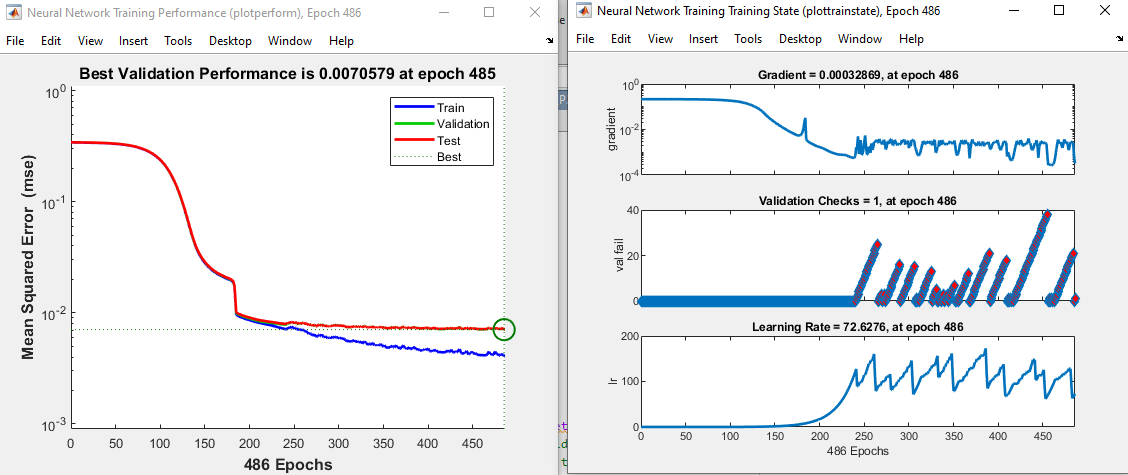 Neural Network Training Performance (plotperform), Epoch 486
File Edit View Insert Tools Desktop Window Help
Best Validation Performance is 0.0070579 at epoch 485
Train
Validation
Test
Best
Mean Squared Error (mse)
10^0
10^-1
10^-2
10^-3
0 50 100 150 200 250 300 350 400 450
486 Epochs
Neural Network Training Training State (plottrainstate), Epoch 486
File Edit View Insert Tools Desktop Window Help
Gradient = 0.00032869, at epoch 486
gradient
10^0
10^-2
10^-4
Validation Checks = 1, at epoch 486
val fail
40
20
0
Learning Rate = 72.6276, at epoch 486
lr
200
100
0
0 50 100 150 200 250 300 350 400 450
486 Epochs